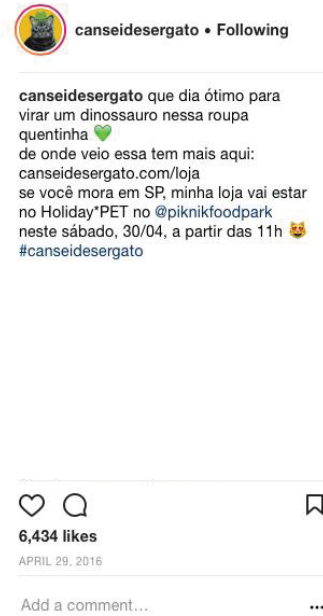 canseidesergato • Following
canseidesergato que dia ótimo para
virar um dinossauro nessa roupa
quentinha 💚
de onde veio essa tem mais aqui:
canseidesergato.com/loja
se você mora em SP, minha loja vai estar
no Holiday*PET no @piknikfoodpark
neste sábado, 30/04, a partir das 11h 😻
#canseidesergato
6,434 likes
APRIL 29, 2016
Add a comment...